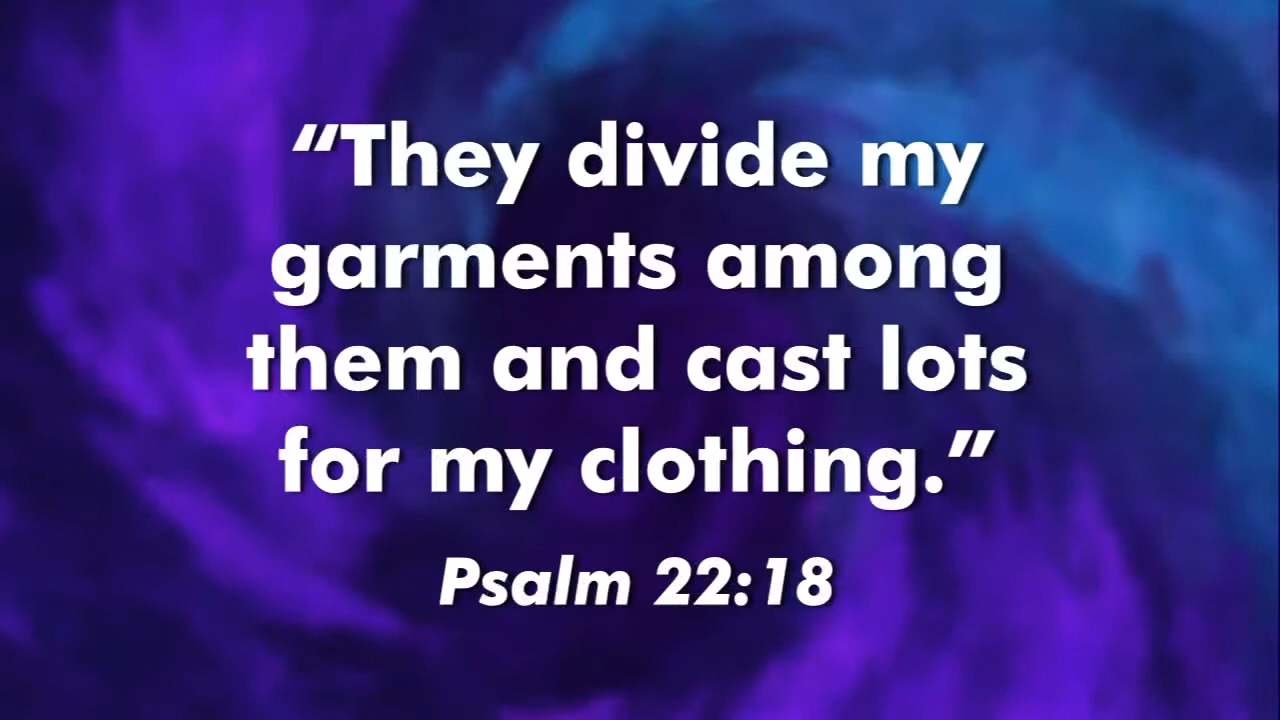 “They divide my
garments among
them and cast lots
for my clothing.”
Psalm 22:18